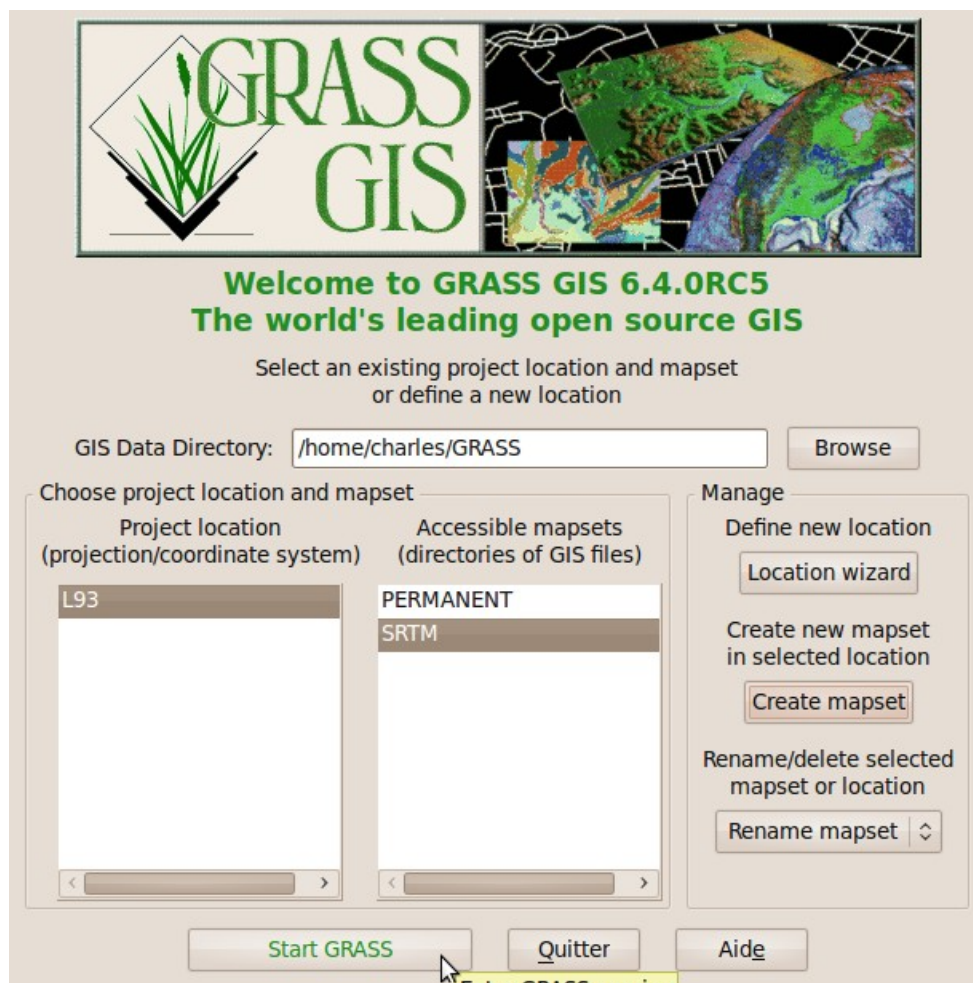 GRASS
GIS
Welcome to GRASS GIS 6.4.0RC5
The world's leading open source GIS
Select an existing project location and mapset
or define a new location
GIS Data Directory:
/home/charles/GRASS
Browse
Choose project location and mapset
Project location
(projection/coordinate system)
L93
Accessible mapsets
(directories of GIS files)
PERMANENT
SRTM
Manage
Define new location
Location wizard
Create new mapset
in selected location
Create mapset
Rename/delete selected
mapset or location
Rename mapset
Start GRASS
Quitter
Aide